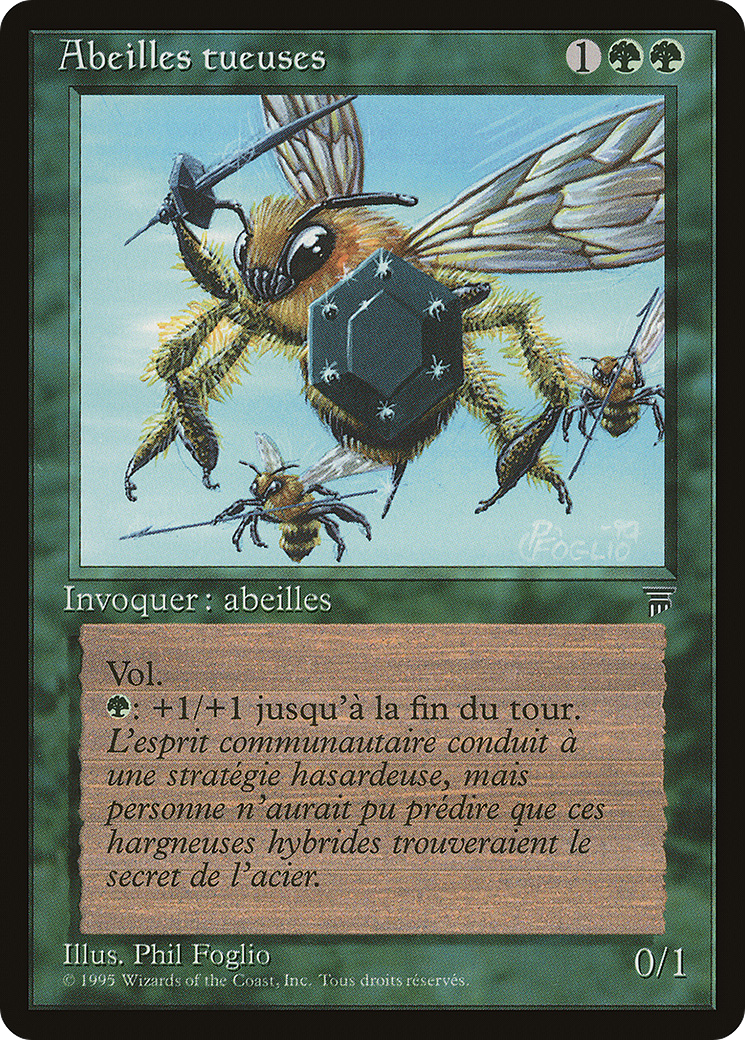 Abeilles tueuses
1
P. FOGLIO
Invoquer : abeilles
Vol.
: +1/+1 jusqu'à la fin du tour.
L'esprit communautaire conduit à
une stratégie hasardeuse, mais
personne n'aurait pu prédire que ces
hargneuses hybrides trouveraient le
secret de l'acier.
Illus. Phil Foglio
0/1
© 1995 Wizards of the Coast, Inc. Tous droits réservés.